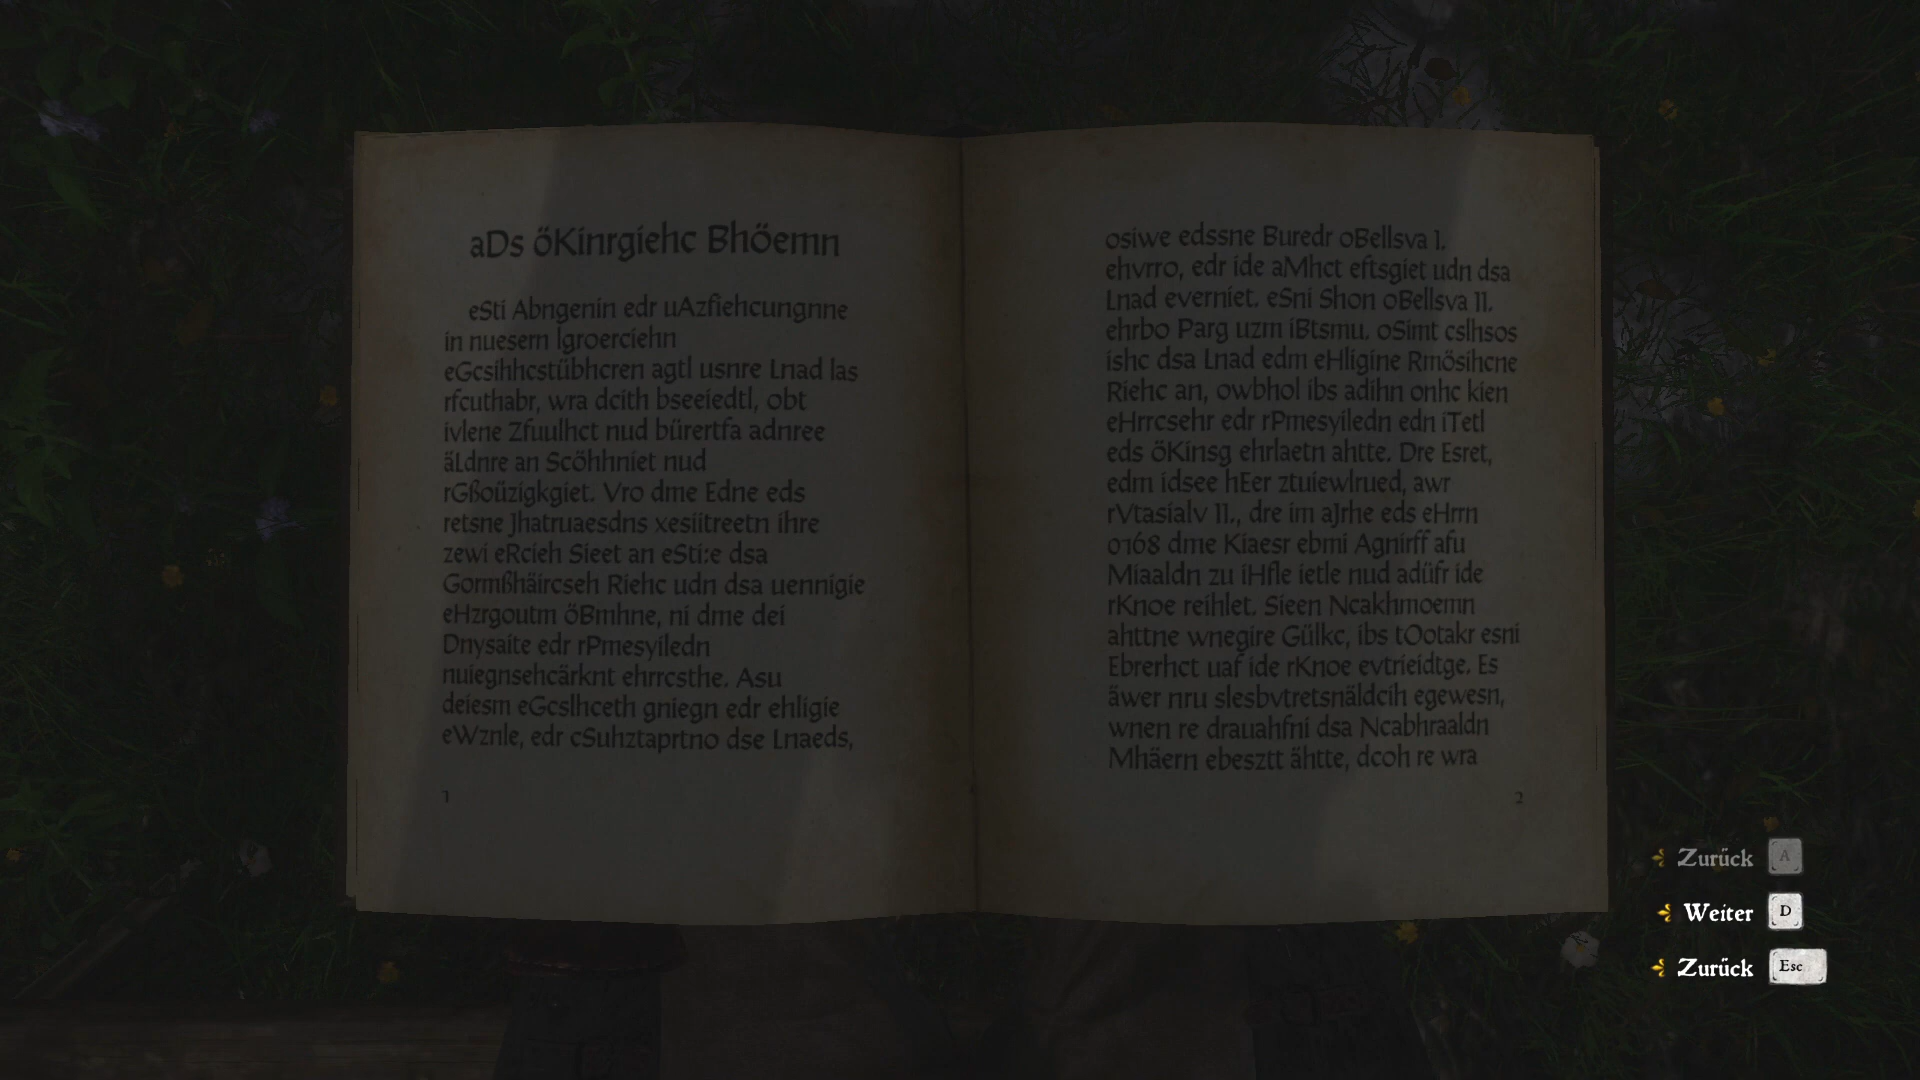 aDs öKinrgiehc Bhöemn
eSti Abngenin edr uAzfiehcungnne
in nuesern lgroerciehn
eGcsihhcstübhcren agtl usnre Lnad las
rfcuthabr, wra dcith bseeiedtl, obt
ivlene Zfuulhct nud bürertfa adnree
äLdnre an Scöhhniet nud
rGßoüzigkgiet. Vro dme Edne eds
retsne Jhatruaesdns xesiitreetn ihre
zewi eRcieh Sieet an eSti:e dsa
Gormßhäircseh Riehc udn dsa uennigie
eHzrgoutm öBmhne, ni dme dei
Dnysaite edr rPmesyiledn
nuiegnsehcärknt ehrrcsthe. Asu
deiesm eGcslhceth gniegn edr ehligie
eWznle, edr cSuhztaprtno dse Lnaeds,
1
osiwe edssne Buredr oBellsva I.
ehvrro, edr ide aMhct eftsgiet udn dsa
Lnad everniet. eSni Shon oBellsva II.
ehrbo Parg uzm iBtsmu. oSimt cslhsos
ishc dsa Lnad edm eHligine Rmösihcne
Riehc an, owbhol ibs adihn onhc kien
eHrrcsehr edr rPmesyiledn edn iTetl
eds öKinsg ehrlaetn ahtte. Dre Esret,
edm idsee hEer ztuiewlrued, awr
rVtasialv II., dre im aJrhe eds eHrrn
0168 dme Kiaesr ebmi Agnirff afu
Miaaldn zu iHfle ietle nud adüfr ide
rKnoe reihlet. Sieen Ncakhmoemn
ahttne wnegire Gülkc, ibs tOotakr esni
Ebrerhct uaf ide rKnoe evtrieidtge. Es
äwer nru slesbvtretsnäldcih egewesn,
wnen re drauahfni dsa Ncabhraaldn
Mhäern ebesztt ähtte, dcoh re wra
2
Zurück A
Weiter D
Zurück Esc